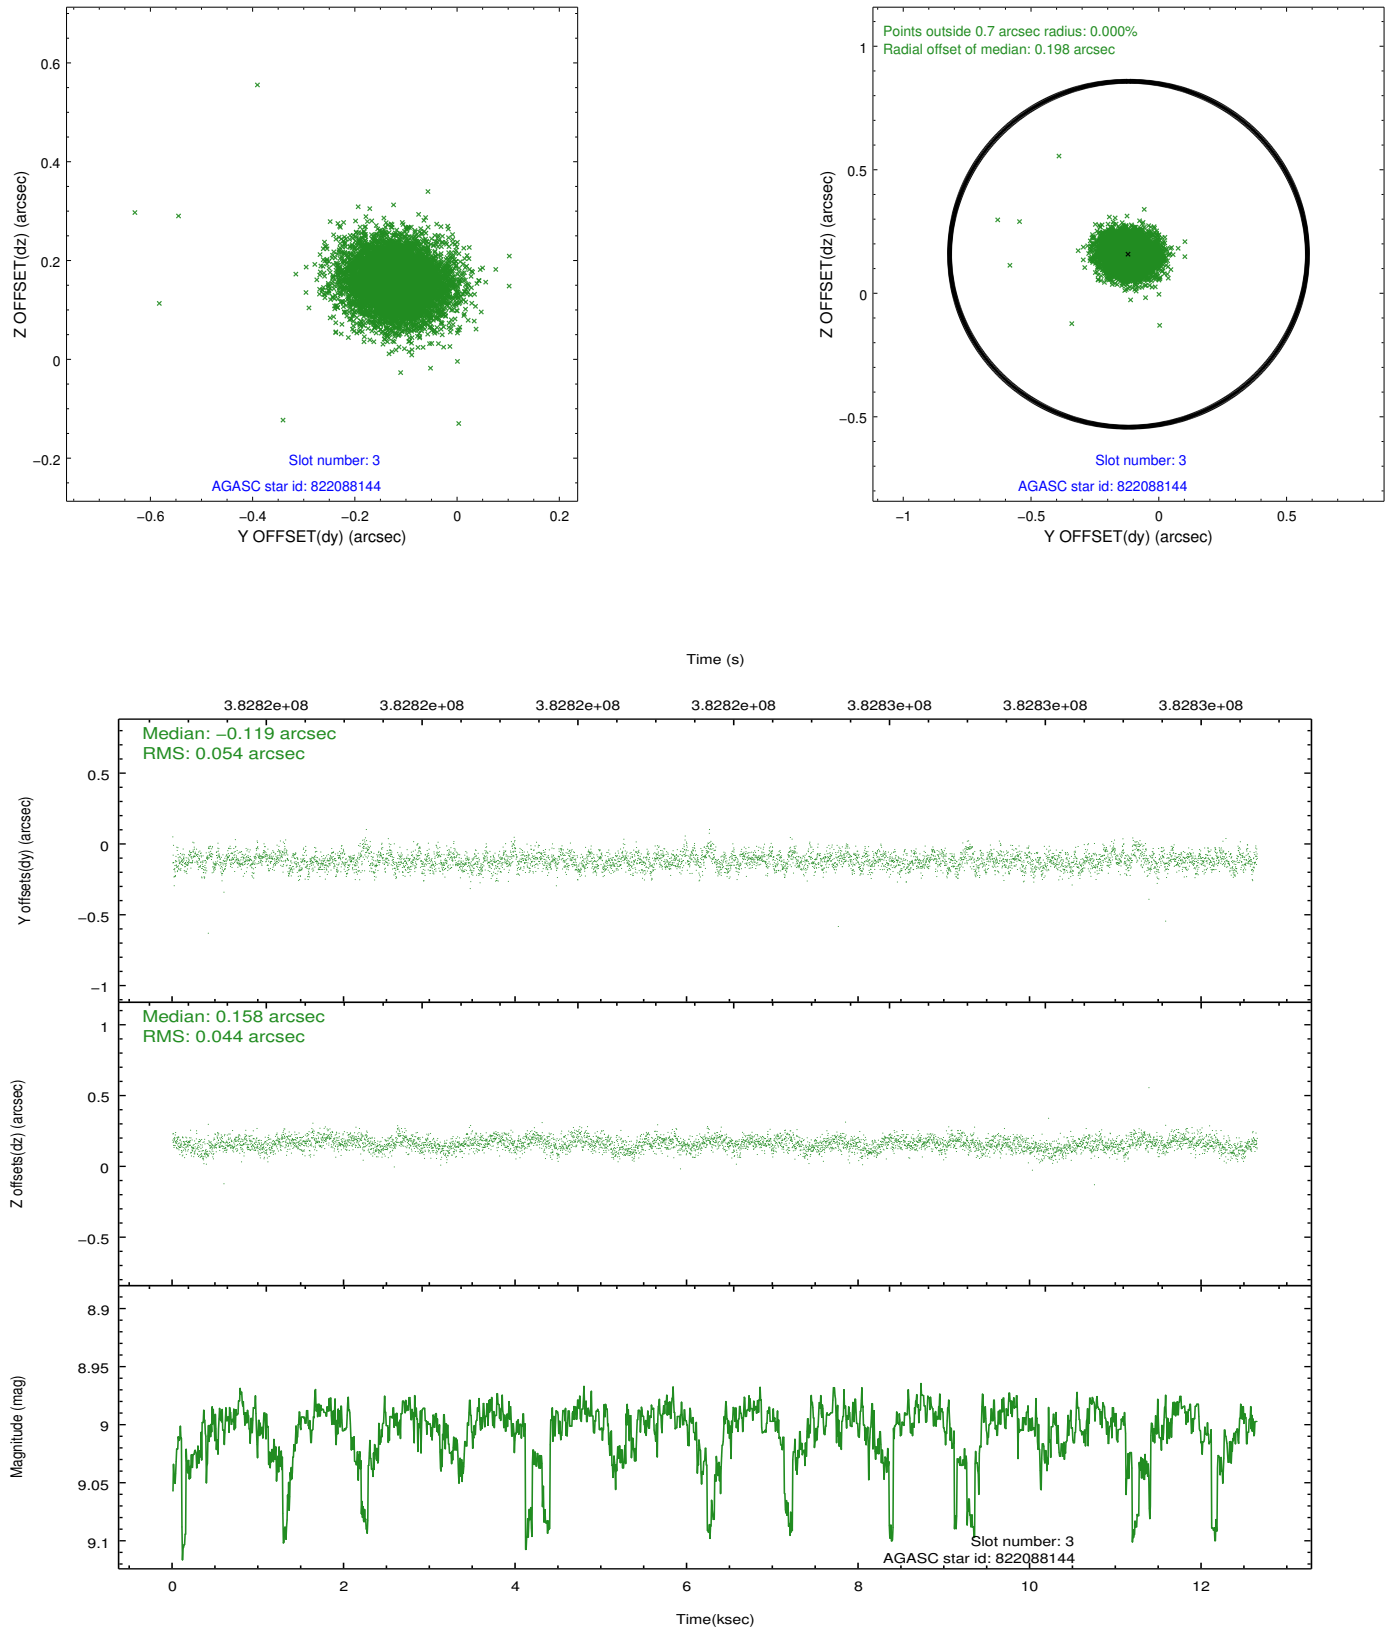 0.6
0.4
0.2
0
−0.2
Z OFFSET(dz) (arcsec)
Slot number: 3
AGASC star id: 822088144
−0.6 −0.4 −0.2 0 0.2
Y OFFSET(dy) (arcsec)
Points outside 0.7 arcsec radius: 0.000%
Radial offset of median: 0.198 arcsec
1
0.5
0
−0.5
Z OFFSET(dz) (arcsec)
Slot number: 3
AGASC star id: 822088144
−1 −0.5 0 0.5
Y OFFSET(dy) (arcsec)
Time (s)
3.8282e+08 3.8282e+08 3.8282e+08 3.8282e+08 3.8283e+08 3.8283e+08 3.8283e+08
Median: −0.119 arcsec
RMS: 0.054 arcsec
0.5
0
−0.5
−1
Y offsets(dy) (arcsec)
Median: 0.158 arcsec
RMS: 0.044 arcsec
1
0.5
0
−0.5
Z offsets(dz) (arcsec)
8.9
8.95
9
9.05
9.1
Magnitude (mag)
Slot number: 3
AGASC star id: 822088144
0 2 4 6 8 10 12
Time(ksec)